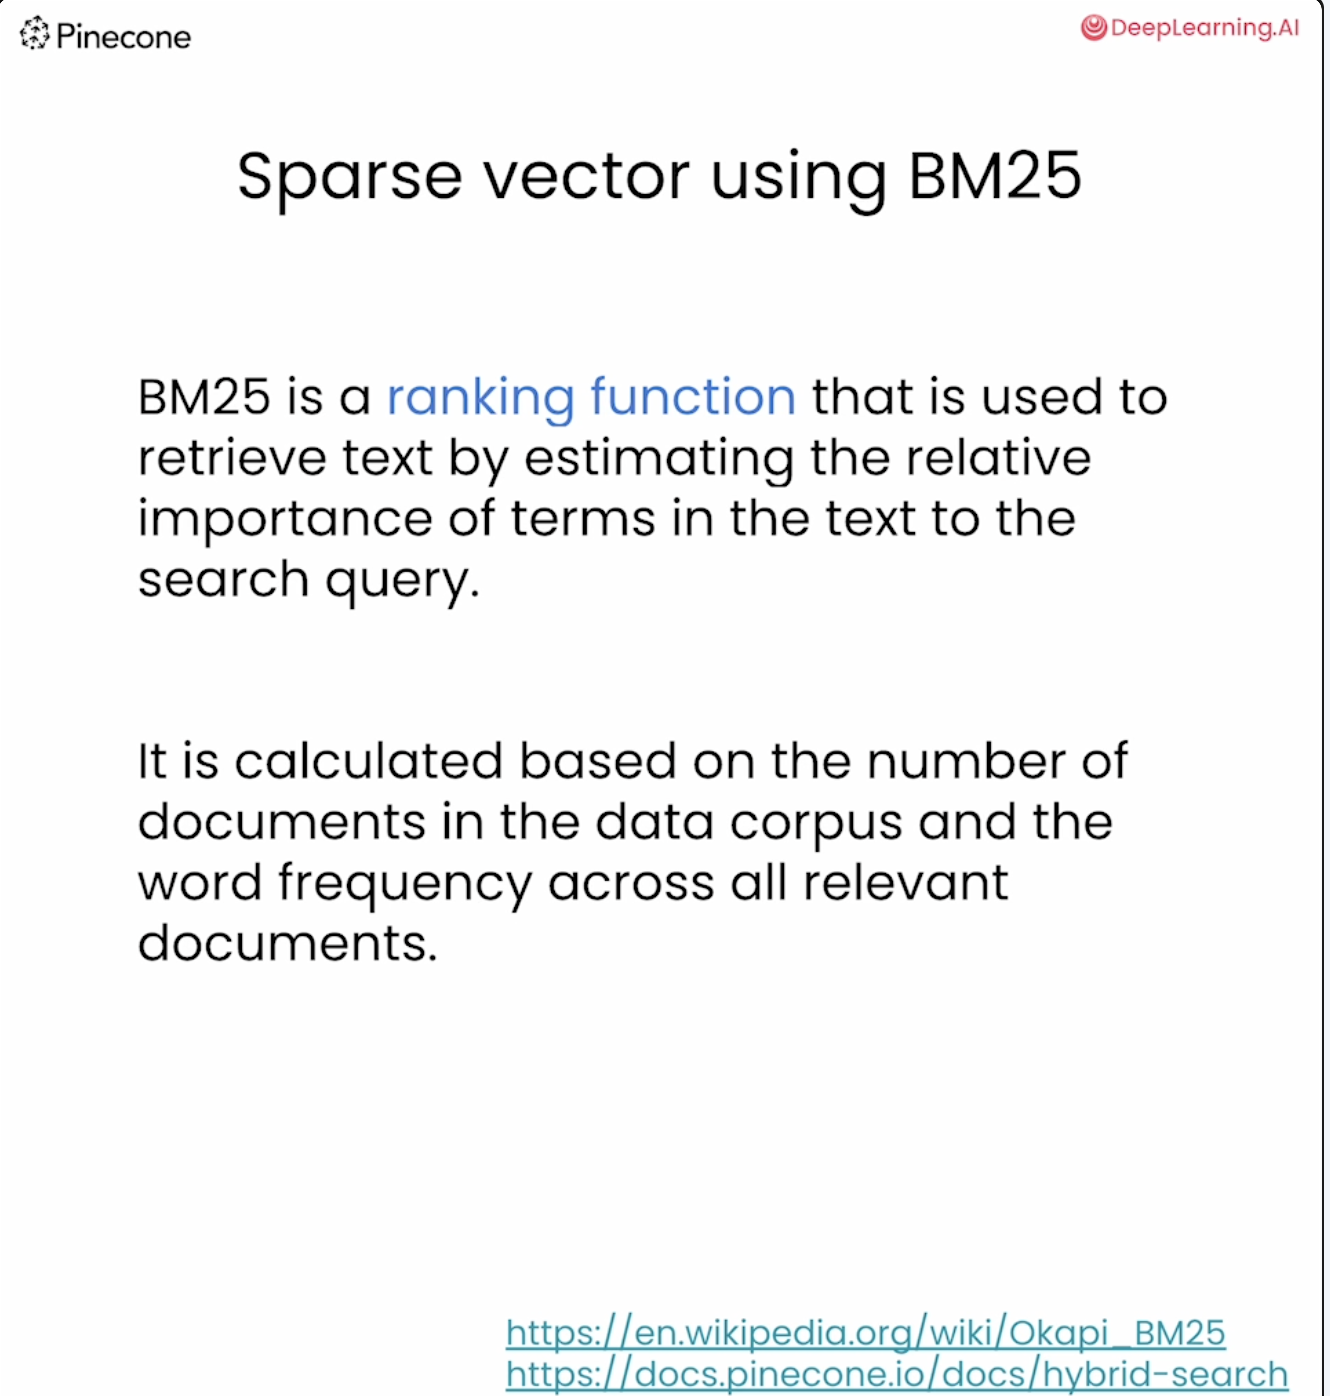 Pinecone
DeepLearning.AI
Sparse vector using BM25
BM25 is a ranking function that is used to
retrieve text by estimating the relative
importance of terms in the text to the
search query.
It is calculated based on the number of
documents in the data corpus and the
word frequency across all relevant
documents.
https://en.wikipedia.org/wiki/Okapi_BM25
https://docs.pinecone.io/docs/hybrid-search